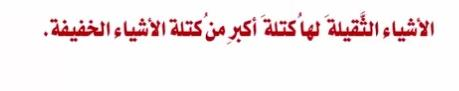 الأشياء الثَّقيلةَ لها كُتلةَ أكبرِ من كُتلة الأشياء الخفيفة.